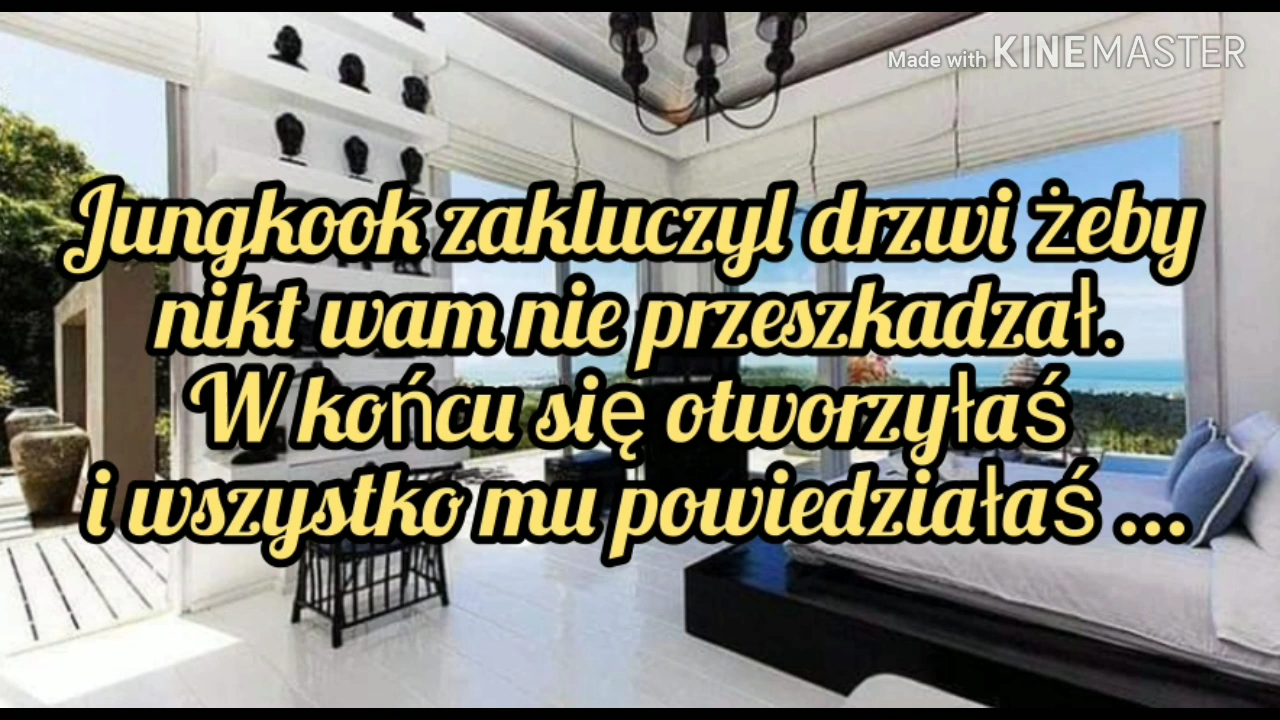 Made with KINEMASTER
Jungkook zakluczyl drzwi żeby
nikt wam nie przeszkadzał.
W końcu się otworzyłaś
i wszystko mu powiedziałaś ...